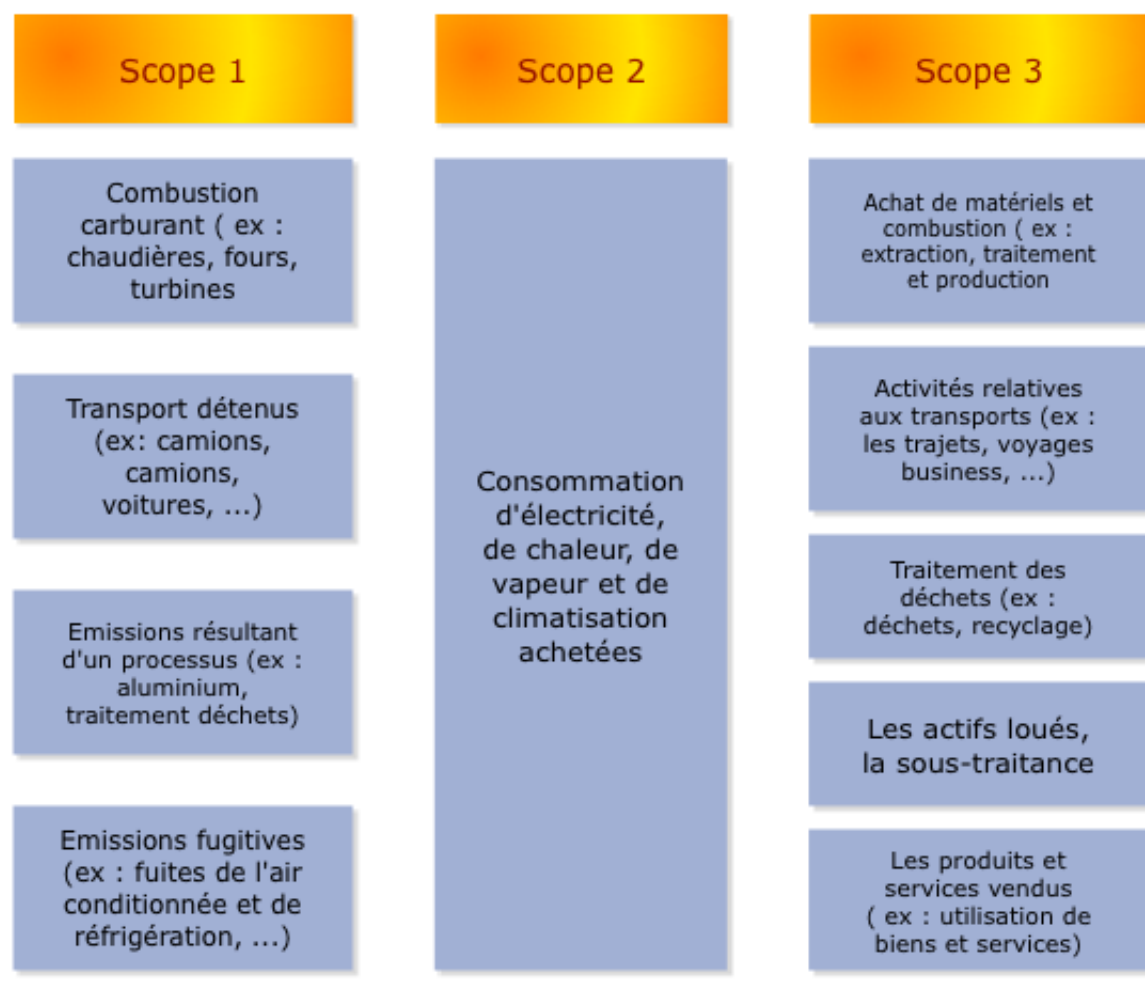 Scope 1
Combustion
carburant ( ex :
chaudières, fours,
turbines
Transport détenus
(ex: camions,
camions,
voitures, ...)
Emissions résultant
d'un processus (ex :
aluminium,
traitement déchets)
Emissions fugitives
(ex : fuites de l'air
conditionnée et de
réfrigération, ...)
Scope 2
Consommation
d'électricité,
de chaleur, de
vapeur et de
climatisation
achetées
Scope 3
Achat de matériels et
combustion ( ex :
extraction, traitement
et production
Activités relatives
aux transports (ex :
les trajets, voyages
business, ...)
Traitement des
déchets (ex :
déchets, recyclage)
Les actifs loués,
la sous-traitance
Les produits et
services vendus
( ex : utilisation de
biens et services)